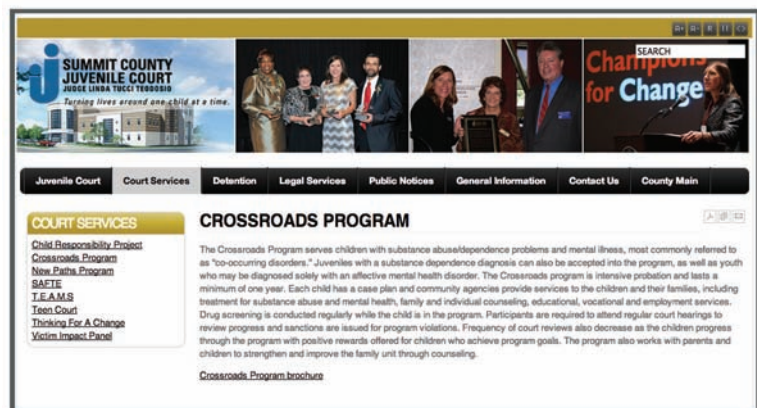 A+ A- R
SEARCH
SUMMIT COUNTY
JUVENILE COURT
JUDGE LINDA TUCCI TEODOSIO
Turning lives around one child at a time.
Champions
for Change
Juvenile Court Court Services Detention Legal Services Public Notices General Information Contact Us County Main
COURT SERVICES
Child Responsibility Project
Crossroads Program
New Paths Program
SAFTE
T.E.A.M.S
Teen Court
Thinking For A Change
Victim Impact Panel
CROSSROADS PROGRAM
The Crossroads Program serves children with substance abuse/dependence problems and mental illness, most commonly referred to
as "co-occurring disorders." Juveniles with a substance dependence diagnosis can also be accepted into the program, as well as youth
who may be diagnosed solely with an affective mental health disorder. The Crossroads program is intensive probation and lasts a
minimum of one year. Each child has a case plan and community agencies provide services to the children and their families, including
treatment for substance abuse and mental health, family and individual counseling, educational, vocational and employment services.
Drug screening is conducted regularly while the child is in the program. Participants are required to attend regular court hearings to
review progress and sanctions are issued for program violations. Frequency of court reviews also decrease as the children progress
through the program with positive rewards offered for children who achieve program goals. The program also works with parents and
children to strengthen and improve the family unit through counseling.
Crossroads Program brochure